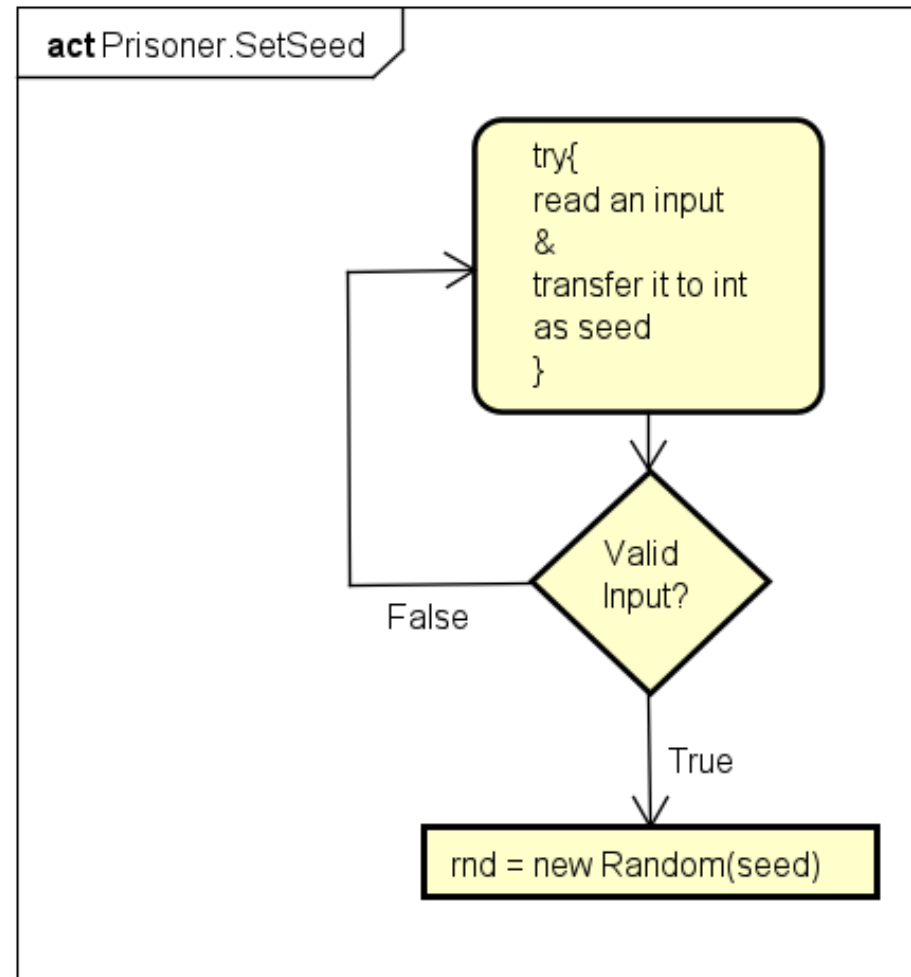 act Prisoner.SetSeed
try{
read an input
&
transfer it to int
as seed
}
Valid
Input?
False
True
rnd = new Random(seed)